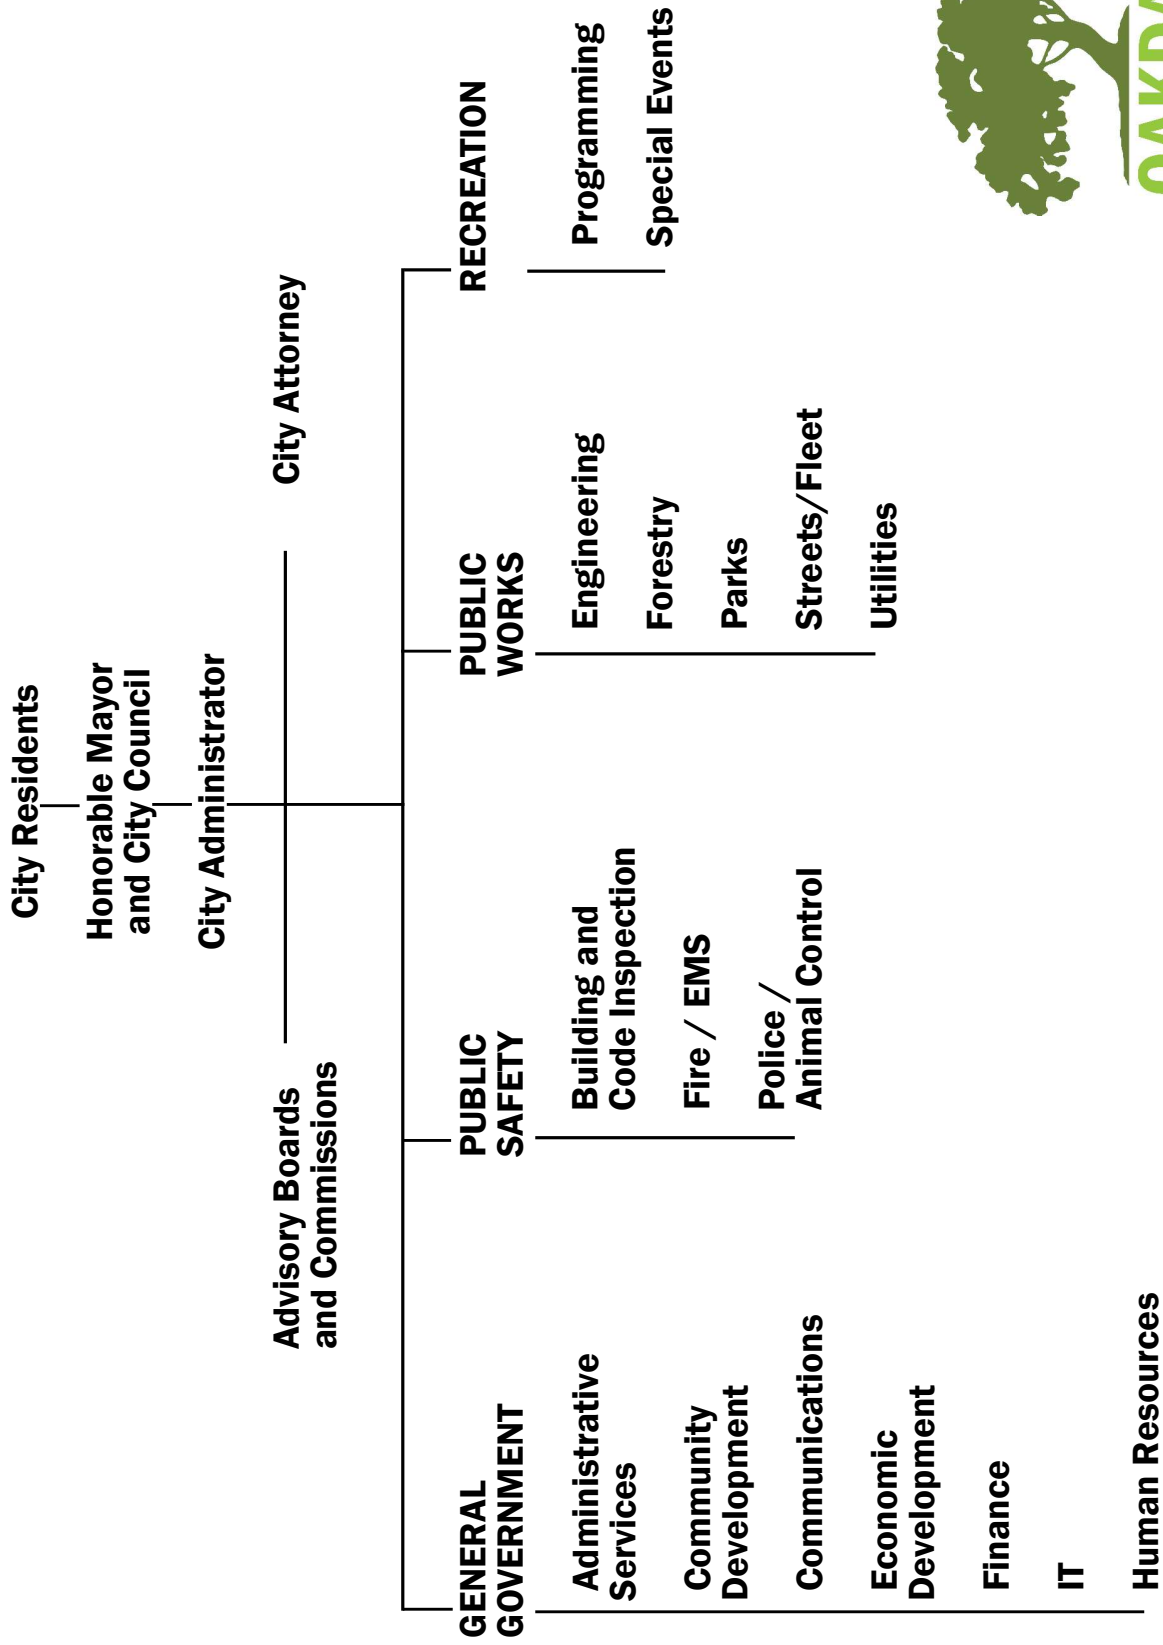 City Residents
Honorable Mayor
and City Council
City Administrator
Advisory Boards
and Commissions
City Attorney
GENERAL
GOVERNMENT
Administrative
Services
Community
Development
Communications
Economic
Development
Finance
IT
Human Resources
PUBLIC
SAFETY
Building and
Code Inspection
Fire / EMS
Police /
Animal Control
PUBLIC
WORKS
Engineering
Forestry
Parks
Streets/Fleet
Utilities
RECREATION
Programming
Special Events